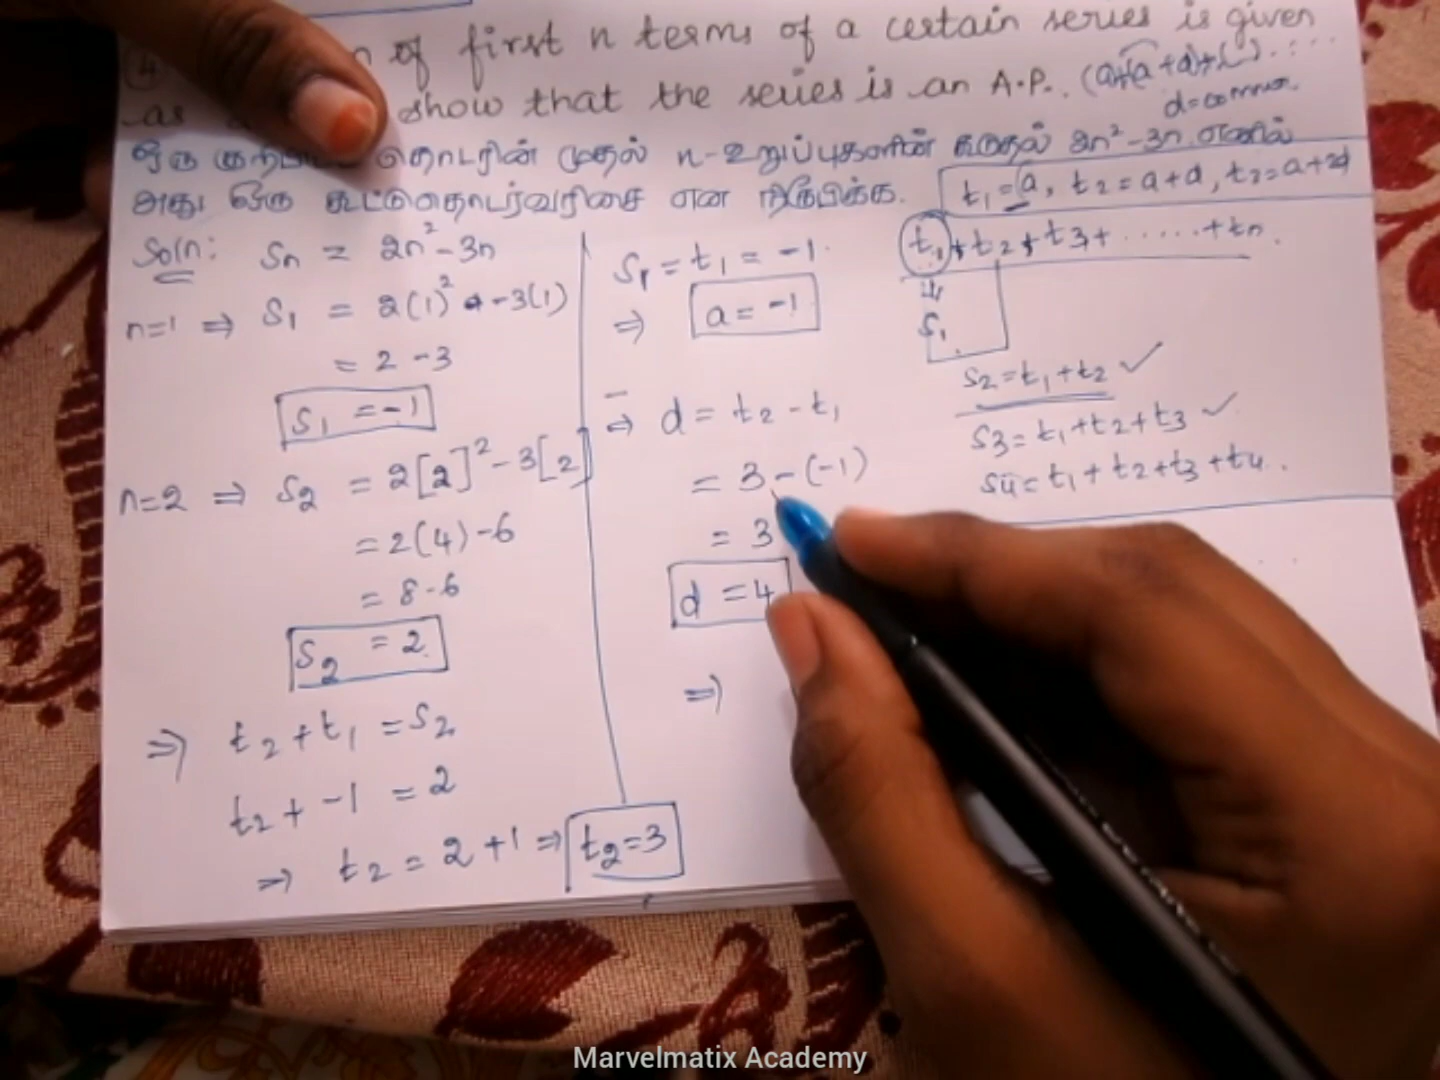 of first n terms of a certain series is given
as show that the series is an A.P. (a+(a+d)+( ).....
d=common.
ஒரு தொடரின் முதல் n-உறுப்புகளின் கூடுதல் 2n² - 3n எனில்
அது ஒரு கூட்டுத்தொடர்வரிசை என நிரூபிக்க.
t₁ = a, t₂ = a+d, t₃ = a+2d
t₁ + t₂ + t₃ + ...... + tn.
⇓
S₁
S₂ = t₁ + t₂ ✓
S₃ = t₁ + t₂ + t₃ ✓
S₄ = t₁ + t₂ + t₃ + t₄.
Soln: Sn = 2n² - 3n
n=1 ⇒ S₁ = 2(1)² - 3(1)
= 2 - 3
S₁ = -1
n=2 ⇒ S₂ = 2[2]² - 3[2]
= 2(4) - 6
= 8 - 6
S₂ = 2.
⇒ t₂ + t₁ = S₂
t₂ + -1 = 2
⇒ t₂ = 2 + 1 ⇒ t₂ = 3
S₁ = t₁ = -1.
⇒ a = -1
⇒ d = t₂ - t₁
= 3 - (-1)
= 3
d = 4
⇒
Marvelmatix Academy